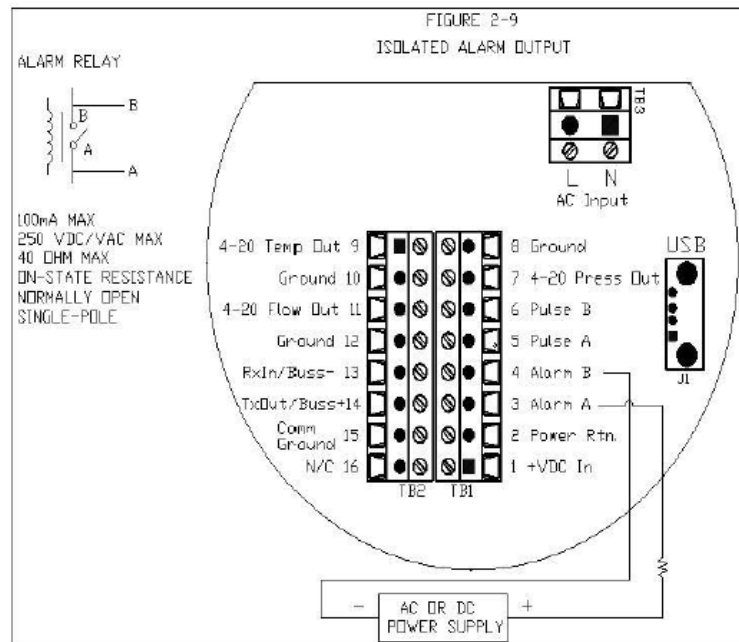 FIGURE 2-9
ISOLATED ALARM OUTPUT
ALARM RELAY
B
B
A
A
100mA MAX
250 VDC/VAC MAX
40 OHM MAX
ON-STATE RESISTANCE
NORMALLY OPEN
SINGLE-POLE
TB3
L N
AC Input
4-20 Temp Out 9
Ground 10
4-20 Flow Out 11
Ground 12
RxIn/Buss- 13
TxOut/Buss+14
Comm
Ground 15
N/C 16
TB2 TB1
8 Ground
7 4-20 Press Out
6 Pulse B
5 Pulse A
4 Alarm B
3 Alarm A
2 Power Rtn.
1 +VDC In
USB
J1
- AC OR DC +
POWER SUPPLY